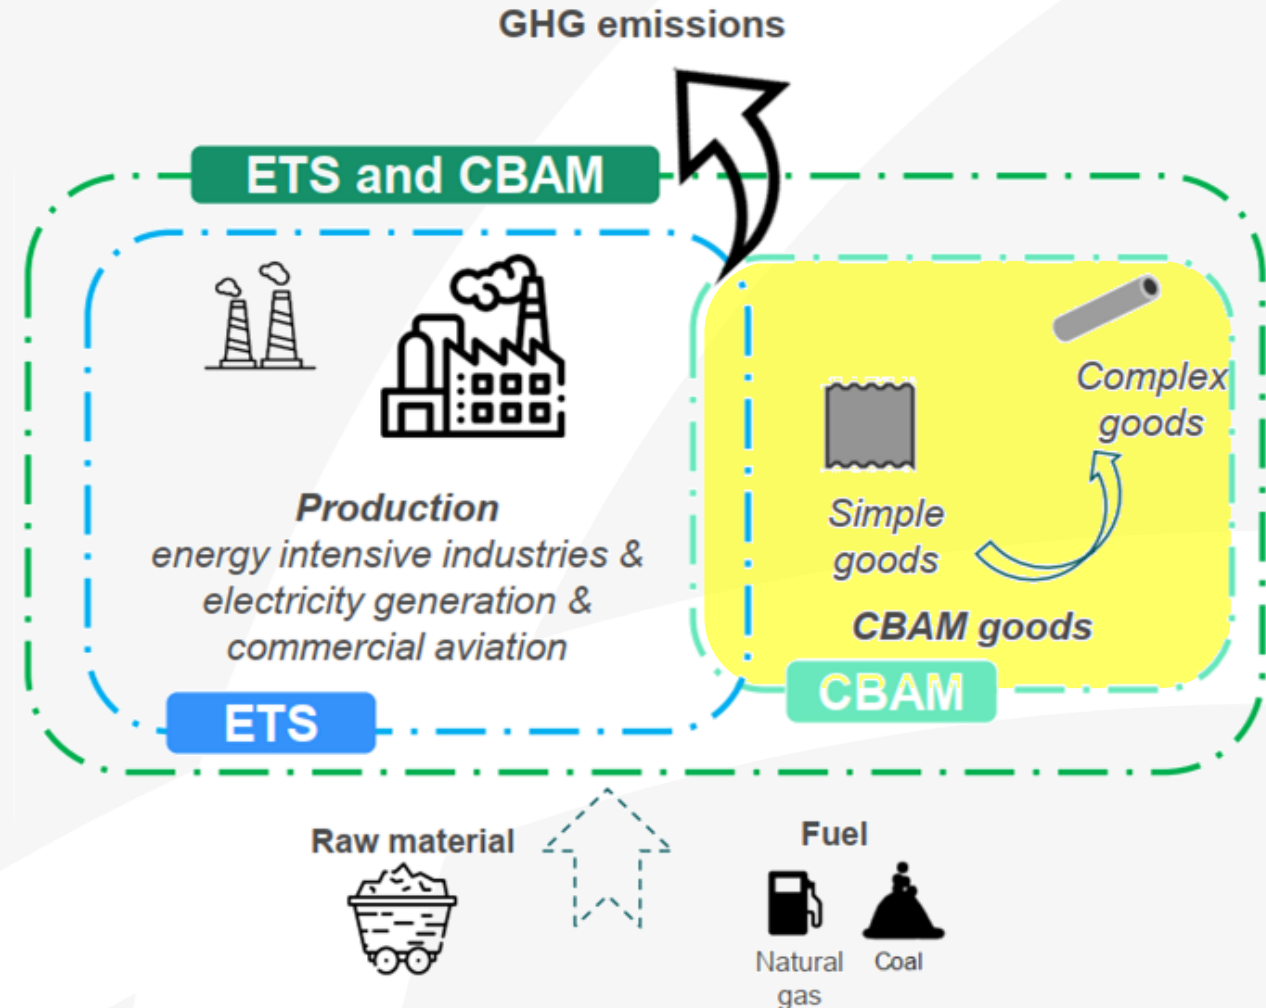 GHG emissions
ETS and CBAM
Complex
goods
Simple
goods
Production
energy intensive industries &
electricity generation &
commercial aviation
CBAM goods
CBAM
ETS
Raw material
Fuel
Natural
gas
Coal